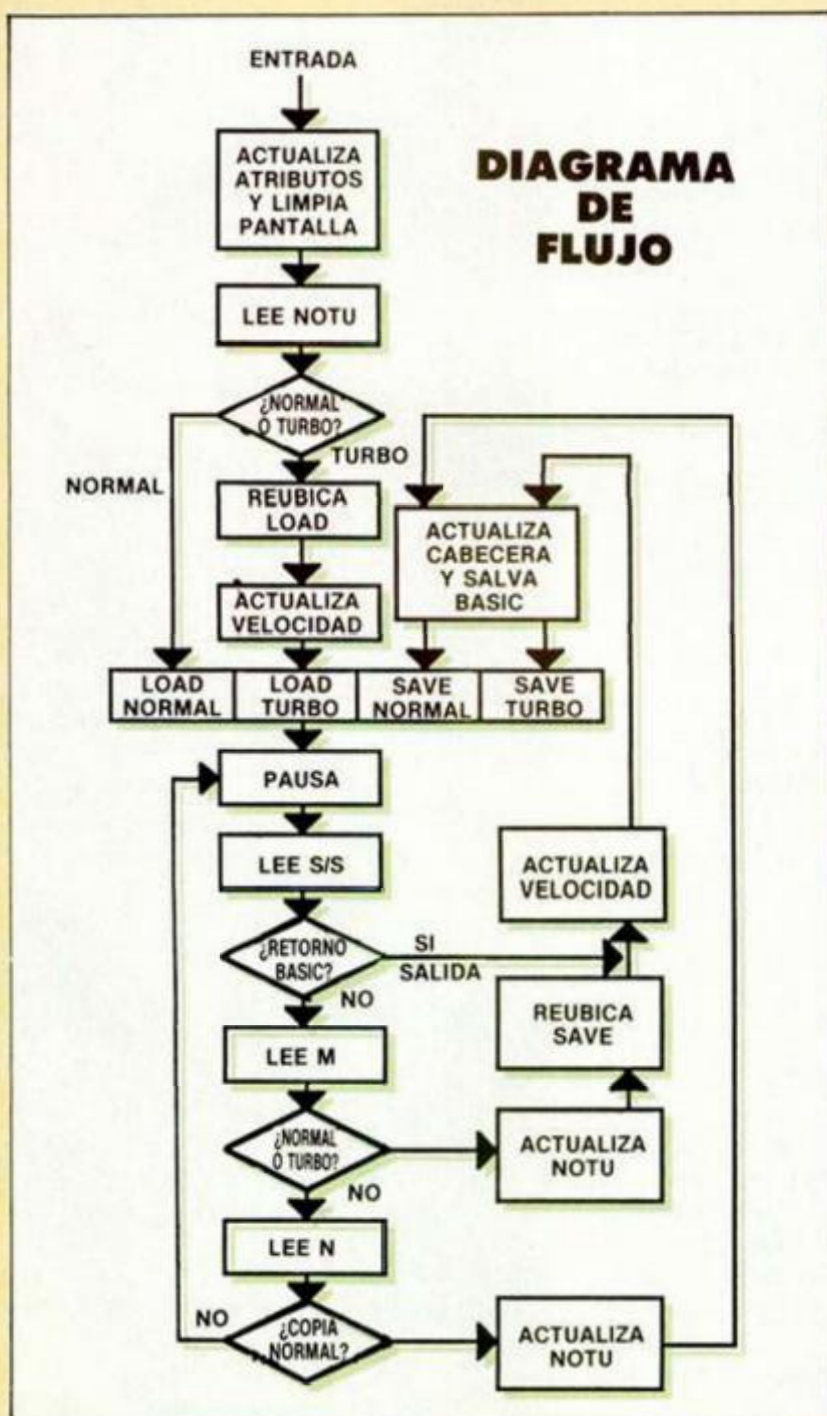 ENTRADA
ACTUALIZA
ATRIBUTOS
Y LIMPIA
PANTALLA
DIAGRAMA
DE
FLUJO
LEE NOTU
¿NORMAL
O TURBO?
NORMAL
TURBO
REUBICA
LOAD
ACTUALIZA
VELOCIDAD
ACTUALIZA
CABECERA
Y SALVA
BASIC
LOAD
NORMAL
LOAD
TURBO
SAVE
NORMAL
SAVE
TURBO
PAUSA
LEE S/S
¿RETORNO
BASIC?
SI
SALIDA
NO
ACTUALIZA
VELOCIDAD
REUBICA
SAVE
LEE M
¿NORMAL
O TURBO?
NO
ACTUALIZA
NOTU
LEE N
¿COPIA
NORMAL?
NO
ACTUALIZA
NOTU